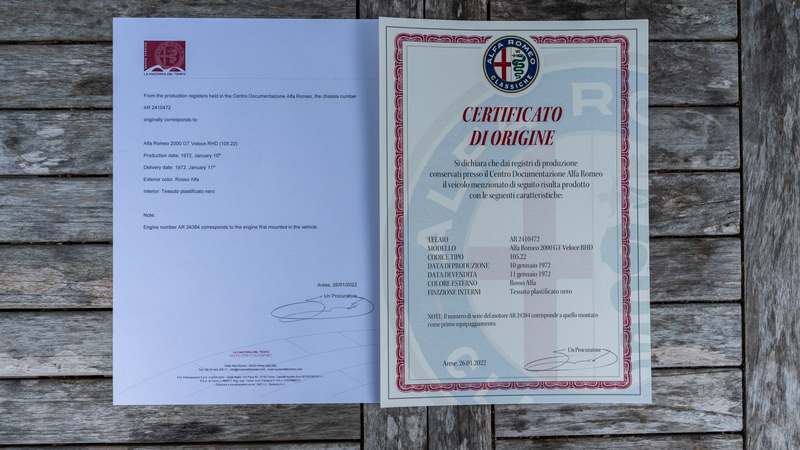 LA MACCHINA DEL TEMPO
From the production registers held in the Centro Documentazione Alfa Romeo, the chassis number
AR 2410472
originally corresponds to:
Alfa Romeo 2000 GT Veloce RHD (105.22)
Production date: 1972, January 10th
Delivery date: 1972, January 11th
Exterior color: Rosso Alfa
Interior: Tessuto plastificato nero
Note:
Engine number AR 24384 corresponds to the engine first mounted in the vehicle
Arese, 26/01/2022
Un Procuratore
LA MACCHINA DEL TEMPO
ALFA ROMEO
CLASSICHE
CERTIFICATO
DI ORIGINE
Si dichiara che dai registri di produzione
conservati presso il Centro Documentazione Alfa Romeo
il veicolo menzionato di seguito risulta prodotto
con le seguenti caratteristiche:
TELAIO AR 2410472
MODELLO Alfa Romeo 2000 GT Veloce RHD
CODICE TIPO 105.22
DATA DI PRODUZIONE 10 gennaio 1972
DATA DI VENDITA 11 gennaio 1972
COLORE ESTERNO Rosso Alfa
FINIZIONE INTERNI Tessuto plastificato nero
NOTE: Il numero di serie del motore AR 24384 corrisponde a quello montato
come primo equipaggiamento.
Un Procuratore
Arese, 26.01.2022